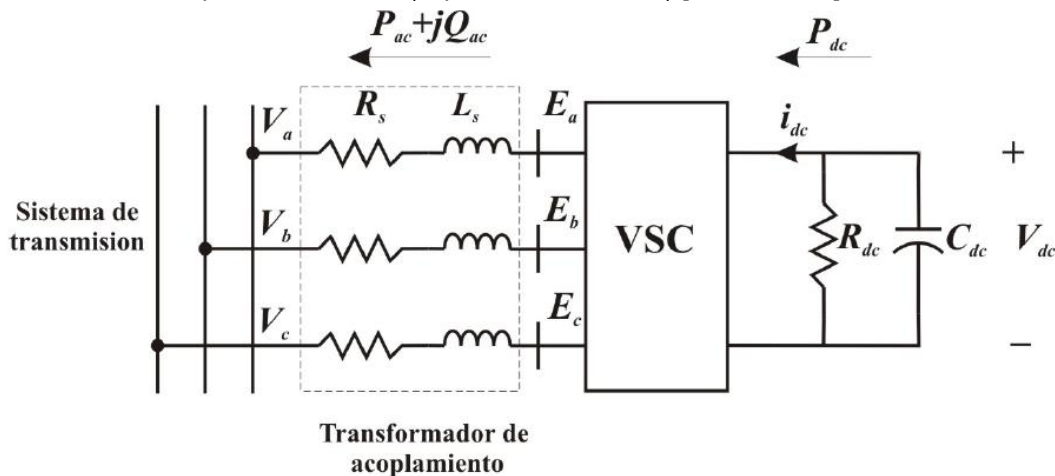 P_ac+jQ_ac
P_dc
R_s
L_s
E_a
V_a
i_dc
+
Sistema de
transmision
V_b
E_b
VSC
R_dc
C_dc
V_dc
V_c
E_c
−
Transformador de
acoplamiento